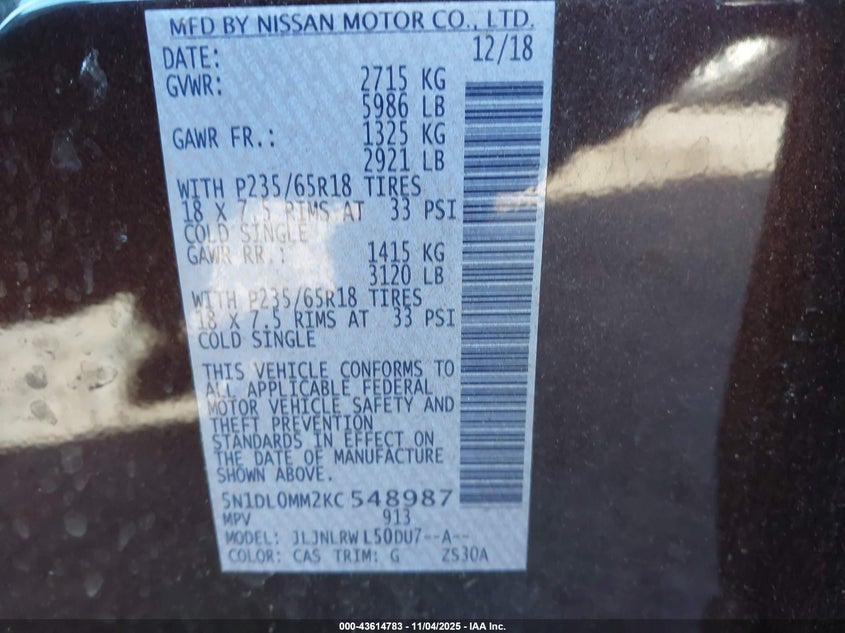 MFD BY NISSAN MOTOR CO., LTD.
DATE: 12/18
GVWR: 2715 KG
5986 LB
GAWR FR.: 1325 KG
2921 LB
WITH P235/65R18 TIRES
18 X 7.5 RIMS AT 33 PSI
COLD SINGLE
GAWR RR.: 1415 KG
3120 LB
WITH P235/65R18 TIRES
18 X 7.5 RIMS AT 33 PSI
COLD SINGLE
THIS VEHICLE CONFORMS TO
ALL APPLICABLE FEDERAL
MOTOR VEHICLE SAFETY AND
THEFT PREVENTION
STANDARDS IN EFFECT ON
THE DATE OF MANUFACTURE
SHOWN ABOVE.
5N1DL0MM2KC548987
MPV 913
MODEL: JLJNLRWL50DU7--A--
COLOR: CAS TRIM: G ZS30A
000-43614783 - 11/04/2025 - IAA Inc.